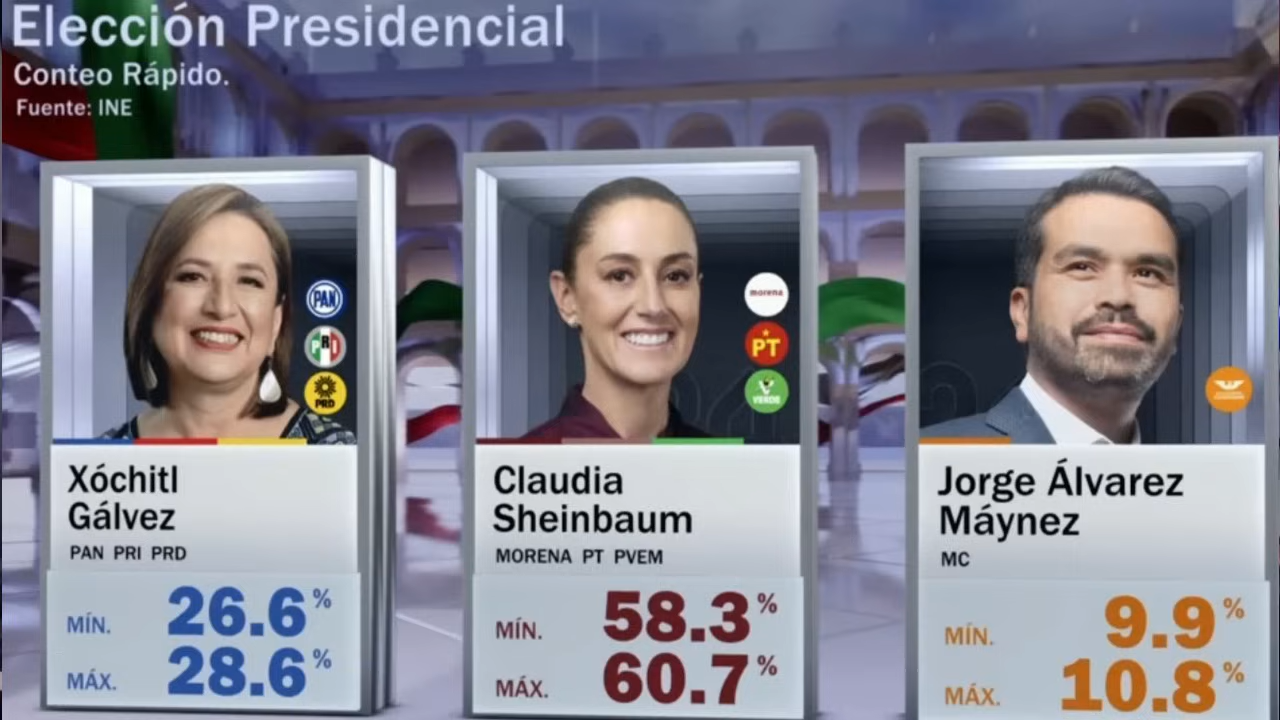 Elección Presidencial
Conteo Rápido.
Fuente: INE
PAN
PRI
PRD
Xóchitl
Gálvez
PAN PRI PRD
MÍN. 26.6%
MÁX. 28.6%
morena
PT
VERDE
Claudia
Sheinbaum
MORENA PT PVEM
MÍN. 58.3%
MÁX. 60.7%
Jorge Álvarez
Máynez
MC
MÍN. 9.9%
MÁX. 10.8%